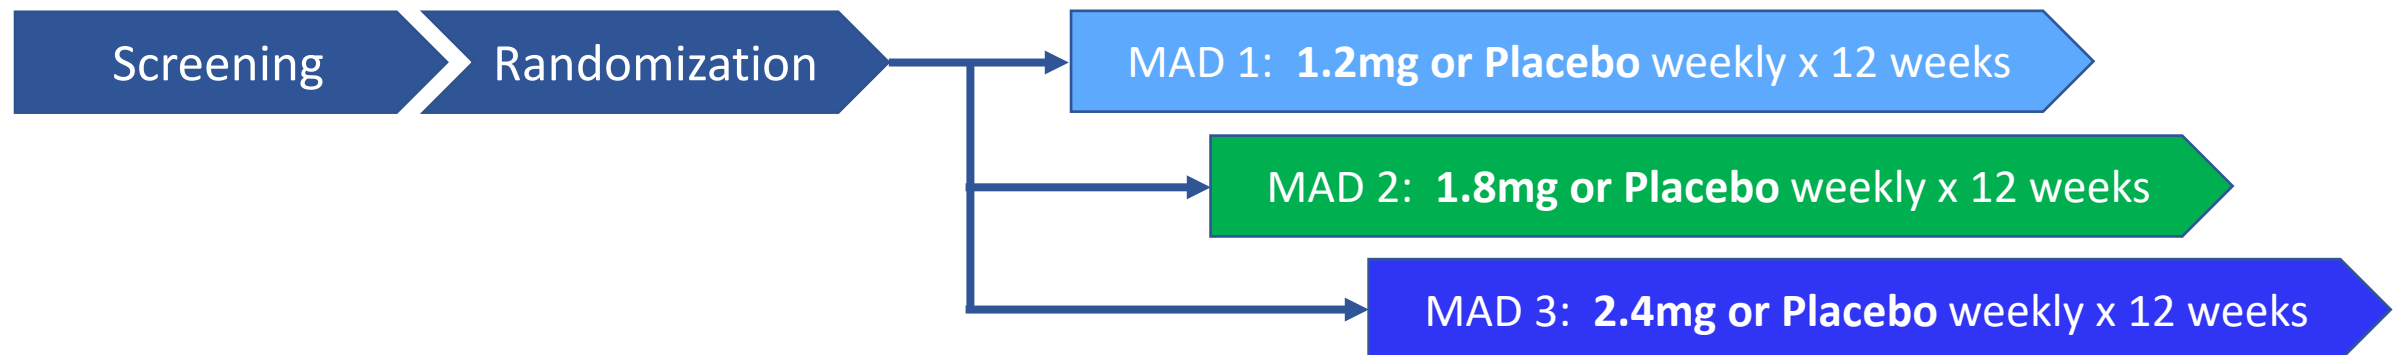 Screening
Randomization
MAD 1: 1.2mg or Placebo weekly x 12 weeks
MAD 2: 1.8mg or Placebo weekly x 12 weeks
MAD 3: 2.4mg or Placebo weekly x 12 weeks